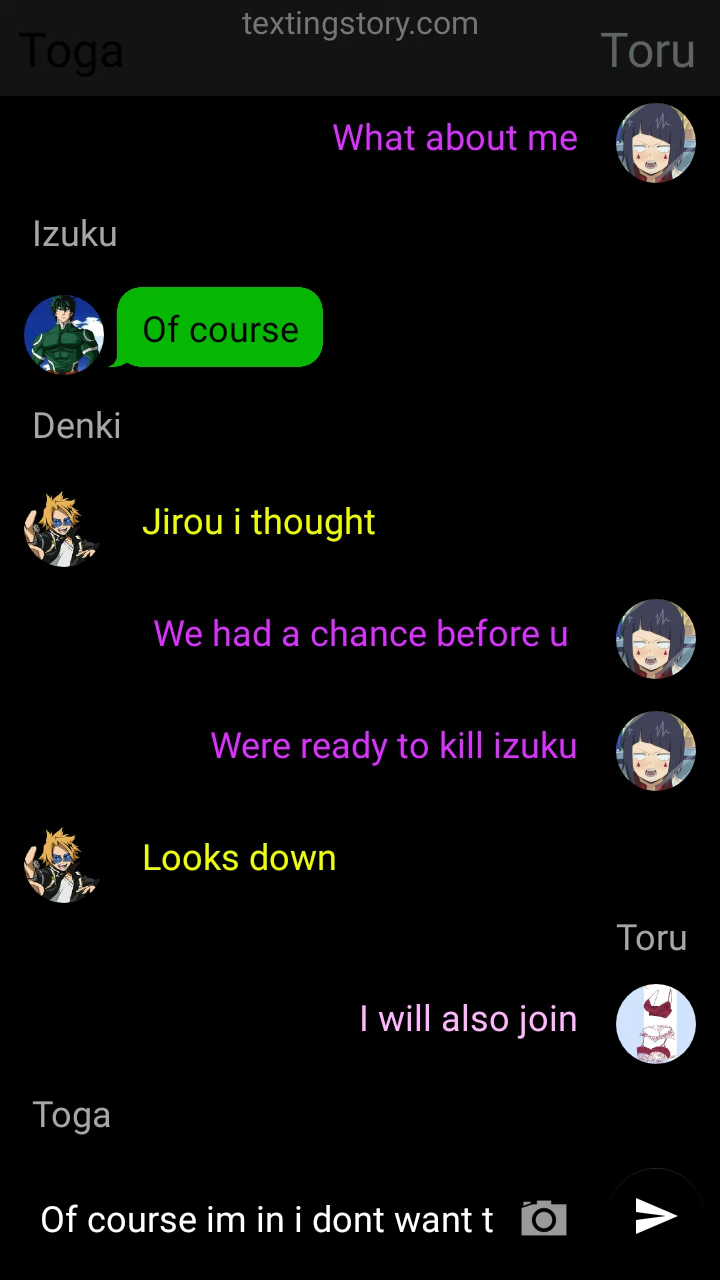 textingstory.com
Toga
Toru
What about me
Izuku
Of course
Denki
Jirou i thought
We had a chance before u
Were ready to kill izuku
Looks down
Toru
I will also join
Toga
Of course im in i dont want t